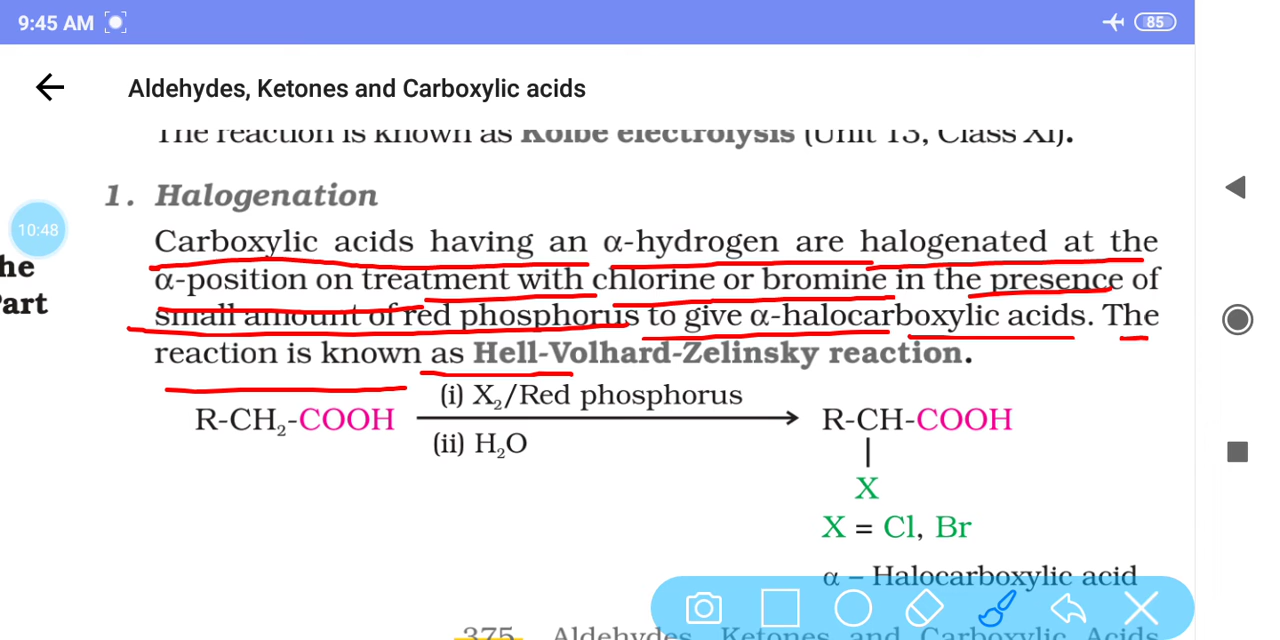 9:45 AM
85
Aldehydes, Ketones and Carboxylic acids
The reaction is known as Kolbe electrolysis (Unit 13, Class XI).
1. Halogenation
10:48
Carboxylic acids having an α-hydrogen are halogenated at the
he
α-position on treatment with chlorine or bromine in the presence of
Part
small amount of red phosphorus to give α-halocarboxylic acids. The
reaction is known as Hell-Volhard-Zelinsky reaction.
(i) X₂/Red phosphorus
R-CH₂-COOH
R-CH-COOH
(ii) H₂O
X
X = Cl, Br
α – Halocarboxylic acid
375 Aldehydes, Ketones and Carboxylic Acids